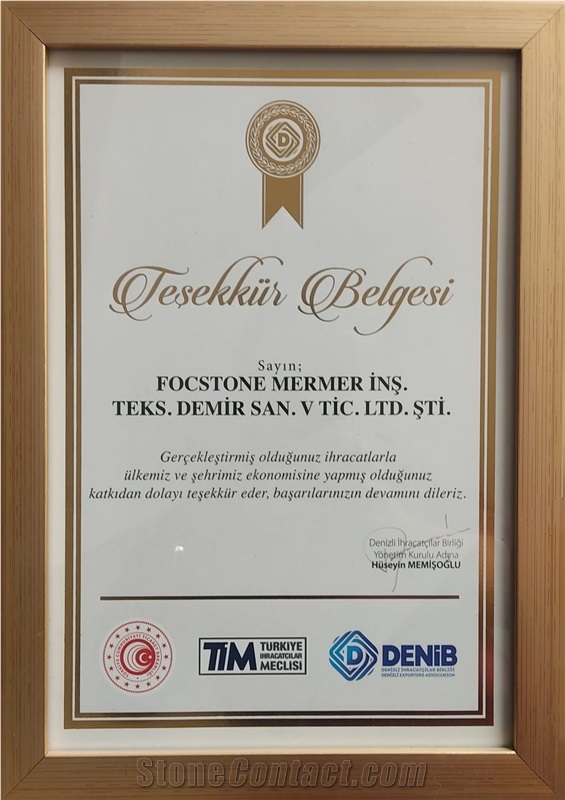 Teşekkür Belgesi
Sayın;
FOCSTONE MERMER İNŞ.
TEKS. DEMİR SAN. V TİC. LTD. ŞTİ.
Gerçekleştirmiş olduğunuz ihracatlarla
ülkemiz ve şehrimiz ekonomisine yapmış olduğunuz
katkıdan dolayı teşekkür eder, başarılarınızın devamını dileriz.
Denizli İhracatçılar Birliği
Yönetim Kurulu Adına
Hüseyin MEMİŞOĞLU
TİM
TÜRKİYE
İHRACATÇILAR
MECLİSİ
DENİB
DENİZLİ İHRACATÇILAR BİRLİĞİ
DENİZLİ EXPORTERS ASSOCIATION
StoneContact.com